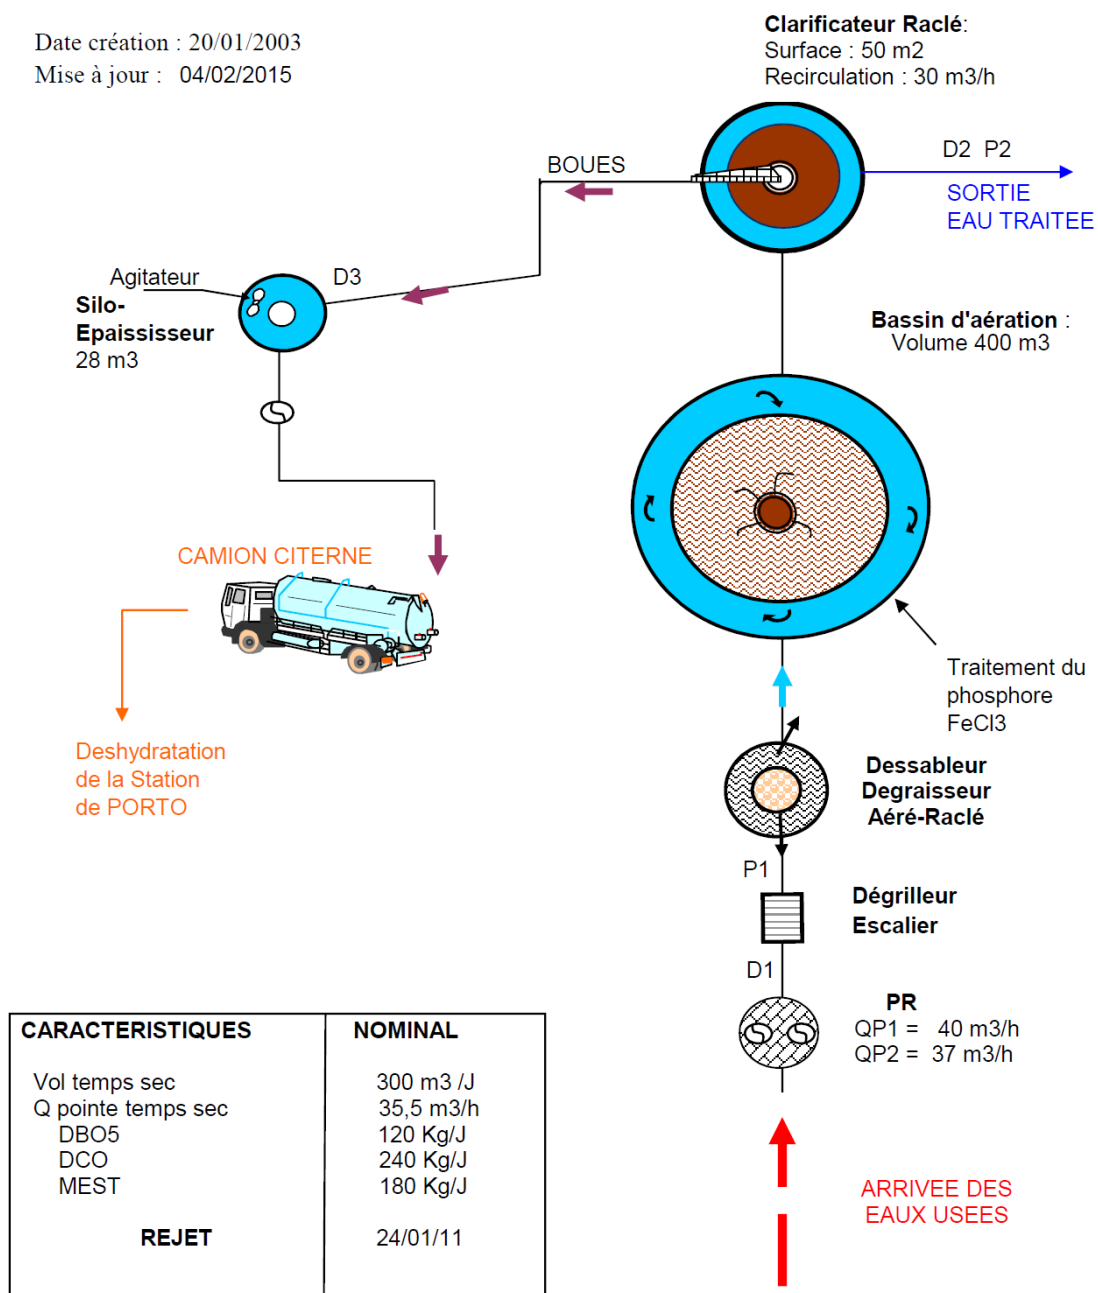 Date création : 20/01/2003
Mise à jour : 04/02/2015
Clarificateur Raclé:
Surface : 50 m2
Recirculation : 30 m3/h
D2 P2
SORTIE
EAU TRAITEE
BOUES
D3
Agitateur
Silo-
Epaississeur
28 m3
Bassin d'aération :
Volume 400 m3
CAMION CITERNE
Deshydratation
de la Station
de PORTO
Traitement du
phosphore
FeCl3
Dessableur
Degraisseur
Aéré-Raclé
P1
Dégrilleur
Escalier
D1
PR
QP1 = 40 m3/h
QP2 = 37 m3/h
ARRIVEE DES
EAUX USEES
CARACTERISTIQUES NOMINAL
Vol temps sec 300 m3 /J
Q pointe temps sec 35,5 m3/h
DBO5 120 Kg/J
DCO 240 Kg/J
MEST 180 Kg/J
REJET 24/01/11